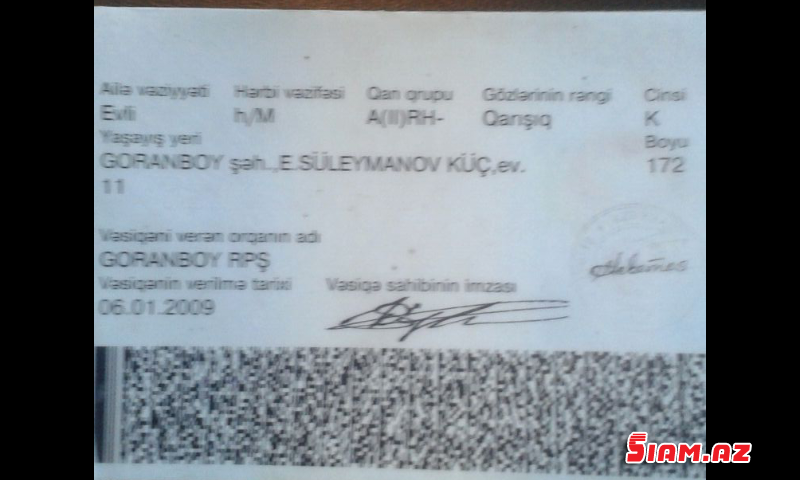 Ailə vəziyyəti Hərbi vəzifəsi Qan qrupu Gözlərinin rəngi Cinsi
Evli h/M A(II)RH- Qarışıq K
Yaşayış yeri Boyu
GORANBOY şəh.,E.SÜLEYMANOV KÜÇ,ev. 172
11
Vəsiqəni verən orqanın adı
GORANBOY RPŞ
Vəsiqənin verilmə tarixi Vəsiqə sahibinin imzası
06.01.2009
SIAM.AZ